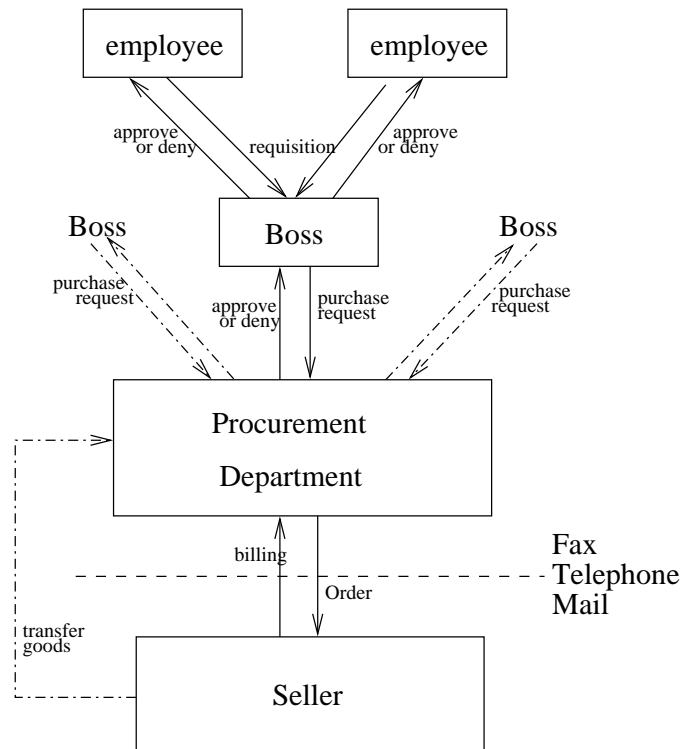 employee
employee
approve
or deny
requisition
approve
or deny
Boss
Boss
Boss
purchase
request
approve
or deny
purchase
request
purchase
request
Procurement
Department
billing
Fax
Telephone
Mail
Order
transfer
goods
Seller